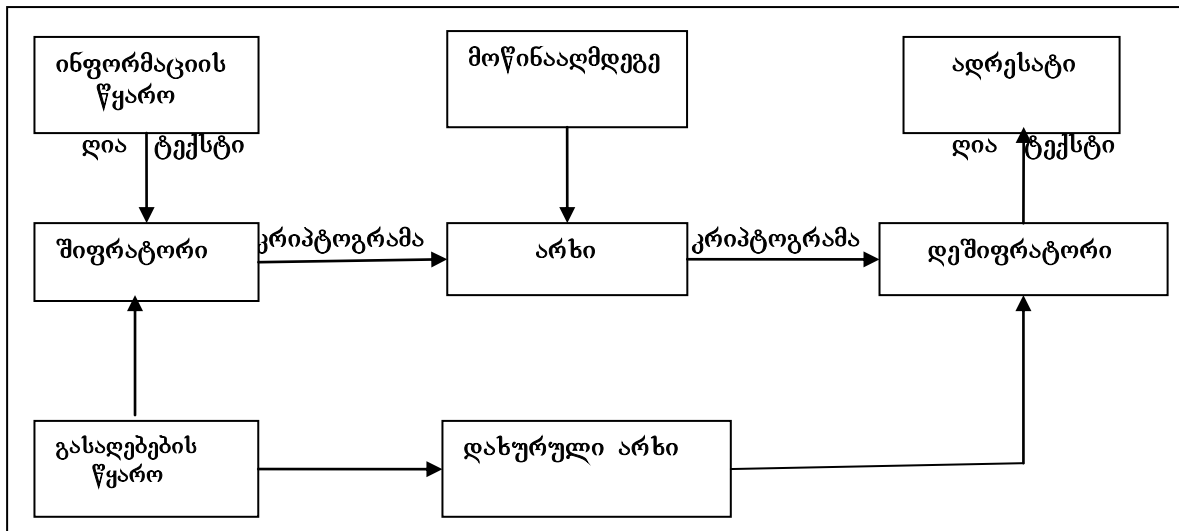 ინფორმაციის
წყარო
მოწინააღმდეგე
ადრესატი
ღია ტექსტი
ღია ტექსტი
შიფრატორი
კრიპტოგრამა
არხი
კრიპტოგრამა
დეშიფრატორი
გასაღებების
წყარო
დახურული არხი